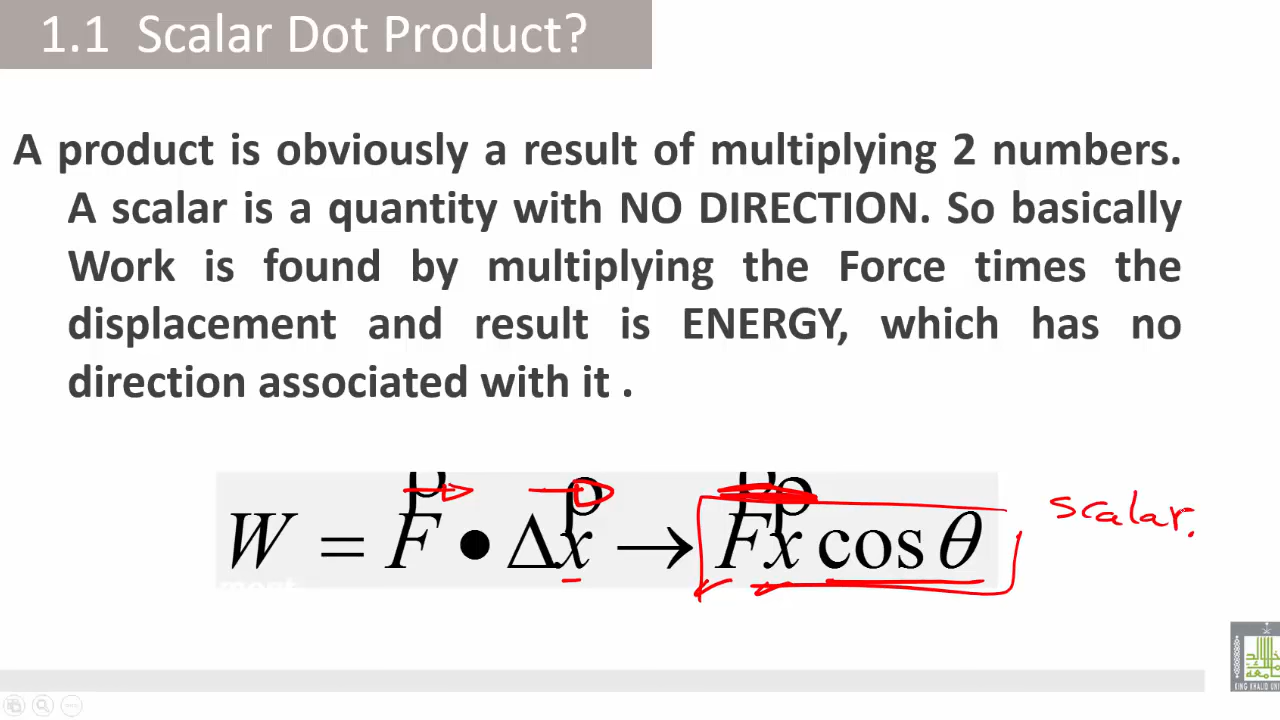 1.1 Scalar Dot Product?
A product is obviously a result of multiplying 2 numbers.
A scalar is a quantity with NO DIRECTION. So basically
Work is found by multiplying the Force times the
displacement and result is ENERGY, which has no
direction associated with it .
W = F • Δx → Fx cos θ
scalar.